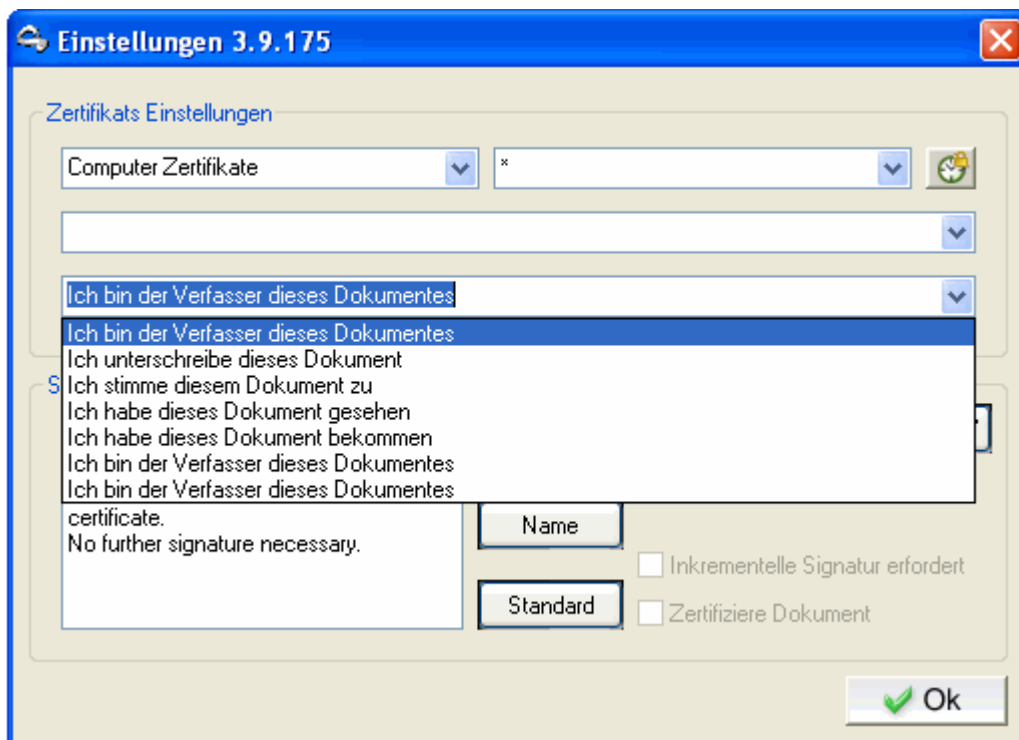 Einstellungen 3.9.175
Zertifikats Einstellungen
Computer Zertifikate
*
Ich bin der Verfasser dieses Dokumentes
Ich bin der Verfasser dieses Dokumentes
Ich unterschreibe dieses Dokument
Ich stimme diesem Dokument zu
Ich habe dieses Dokument gesehen
Ich habe dieses Dokument bekommen
Ich bin der Verfasser dieses Dokumentes
Ich bin der Verfasser dieses Dokumentes
certificate.
No further signature necessary.
Name
Inkrementelle Signatur erfordert
Standard
Zertifiziere Dokument
Ok